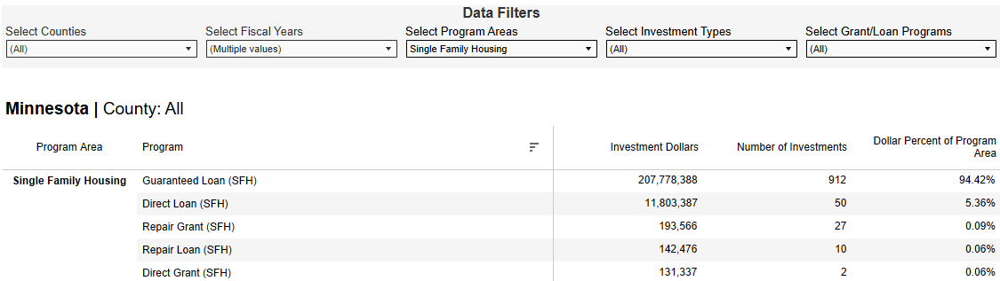 Data Filters
Select Counties Select Fiscal Years Select Program Areas Select Investment Types Select Grant/Loan Programs
(All) (Multiple values) Single Family Housing (All) (All)
Minnesota | County: All
Program Area Program Investment Dollars Number of Investments Dollar Percent of Program Area
Single Family Housing Guaranteed Loan (SFH) 207,778,388 912 94.42%
Direct Loan (SFH) 11,803,387 50 5.36%
Repair Grant (SFH) 193,566 27 0.09%
Repair Loan (SFH) 142,476 10 0.06%
Direct Grant (SFH) 131,337 2 0.06%